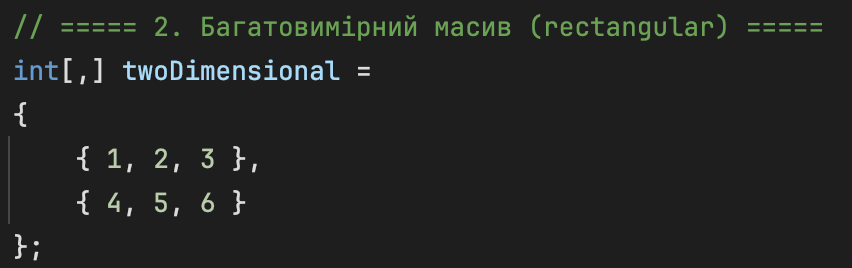 // ===== 2. Багатовимірний масив (rectangular) =====
int[,] twoDimensional =
{
    { 1, 2, 3 },
    { 4, 5, 6 }
};